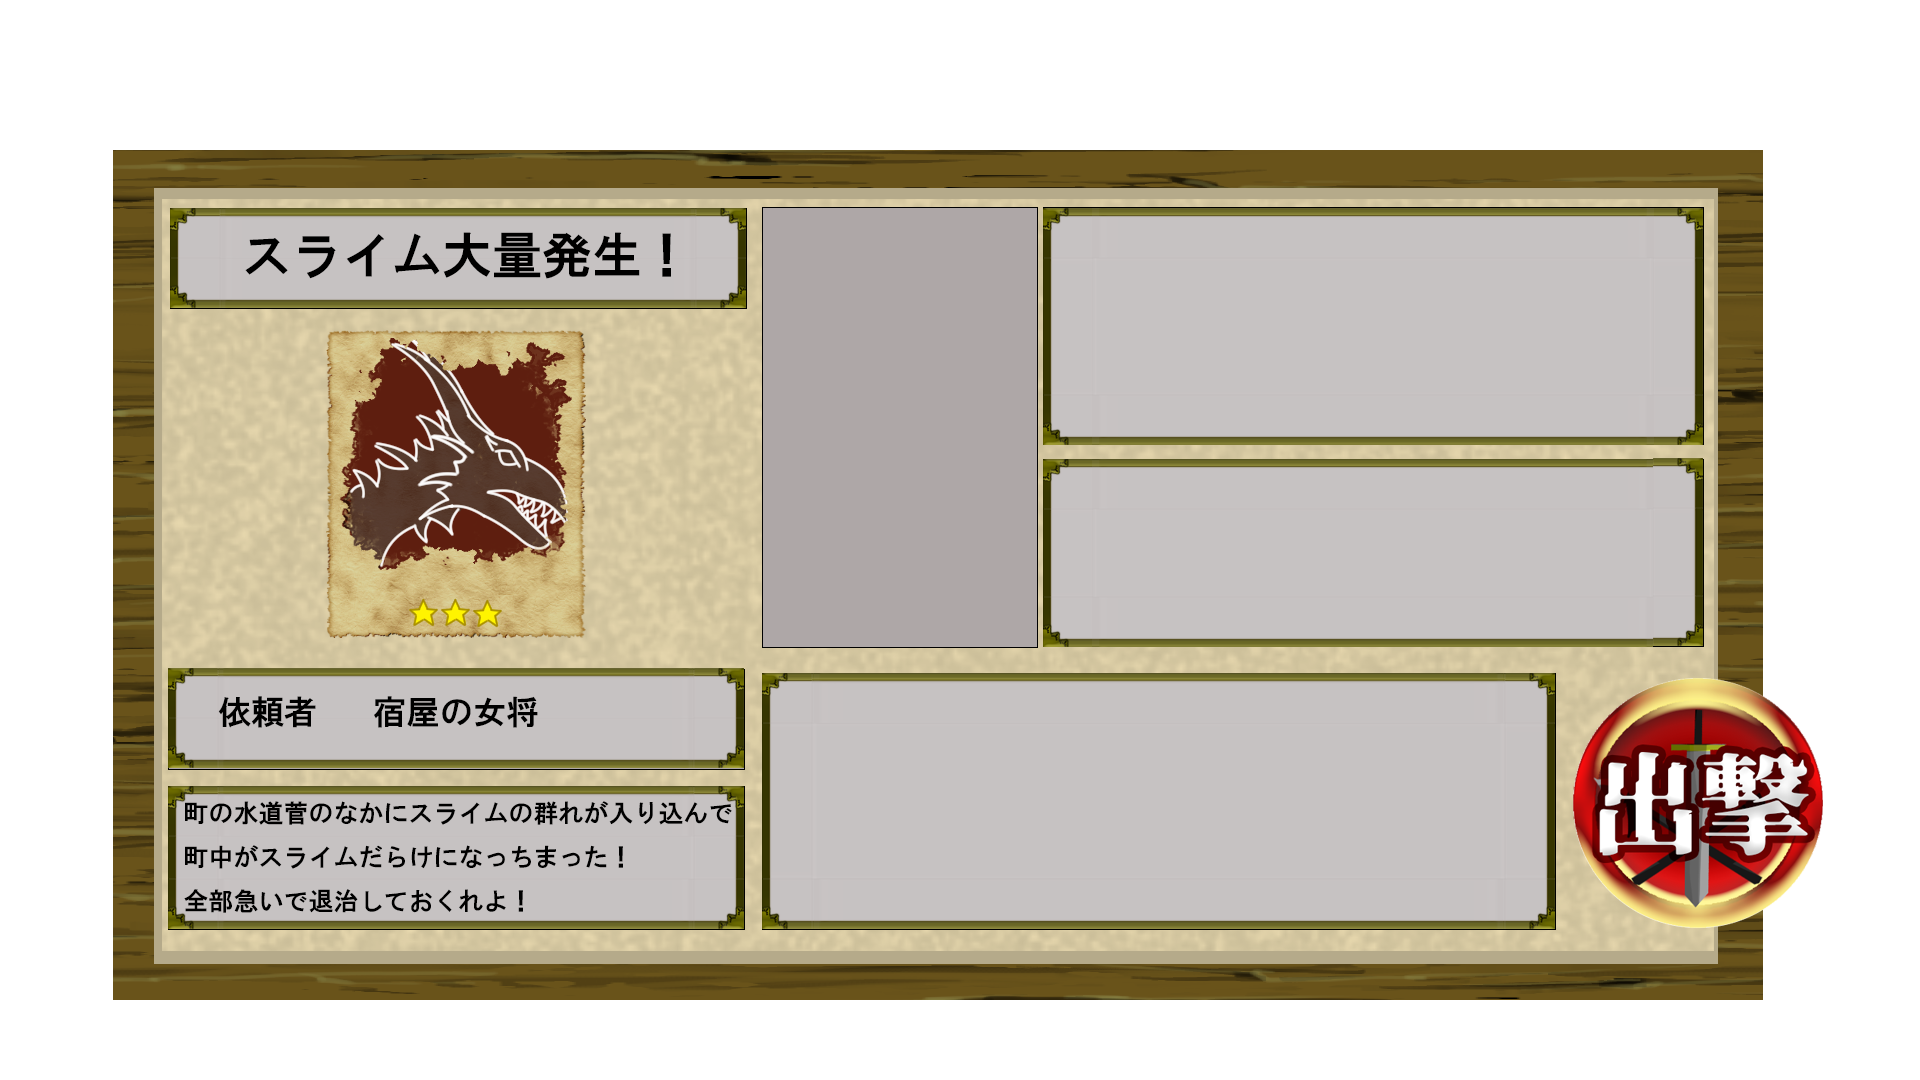 スライム大量発生！
依頼者　宿屋の女将
町の水道菅のなかにスライムの群れが入り込んで
町中がスライムだらけになっちまった！
全部急いで退治しておくれよ！
出撃